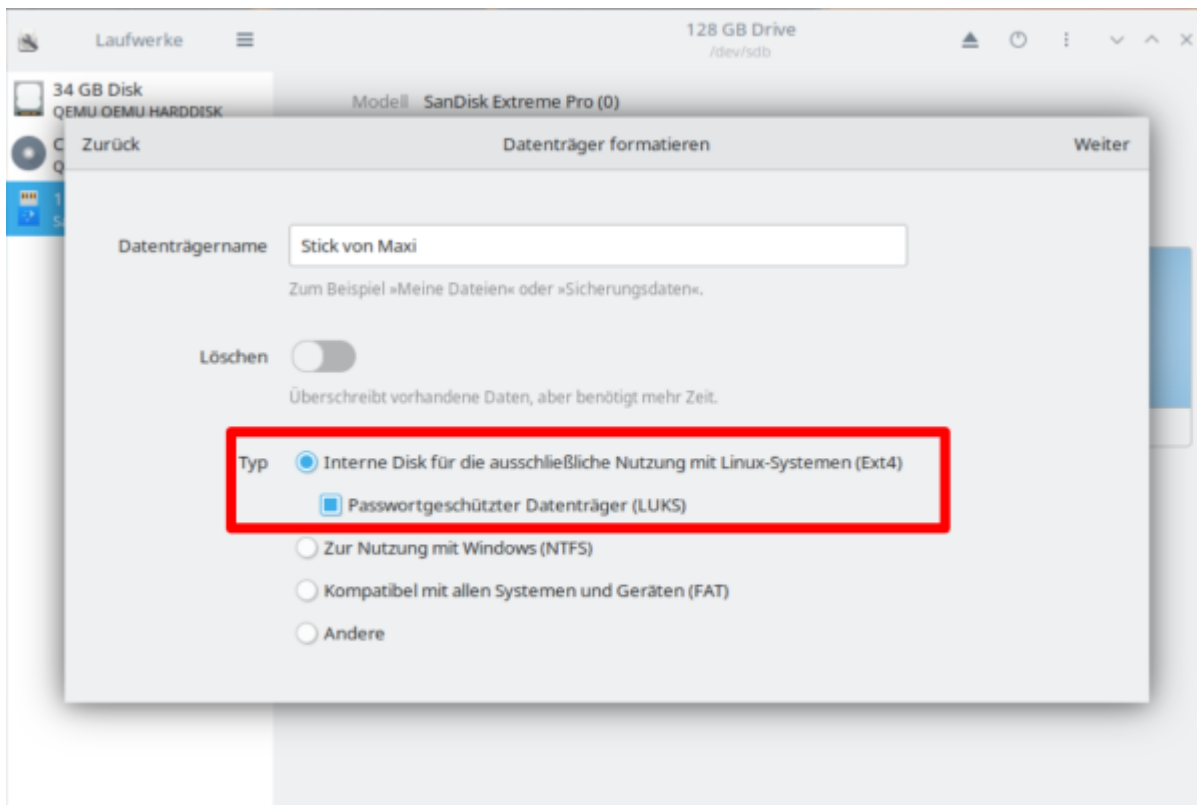 Laufwerke
128 GB Drive
/dev/sdb
34 GB Disk
QEMU QEMU HARDDISK
Modell SanDisk Extreme Pro (0)
C
Q
Zurück
Datenträger formatieren
Weiter
1
Sa
Datenträgername
Stick von Maxi
Zum Beispiel »Meine Dateien« oder »Sicherungsdaten«.
Löschen
Überschreibt vorhandene Daten, aber benötigt mehr Zeit.
Typ
Interne Disk für die ausschließliche Nutzung mit Linux-Systemen (Ext4)
Passwortgeschützter Datenträger (LUKS)
Zur Nutzung mit Windows (NTFS)
Kompatibel mit allen Systemen und Geräten (FAT)
Andere